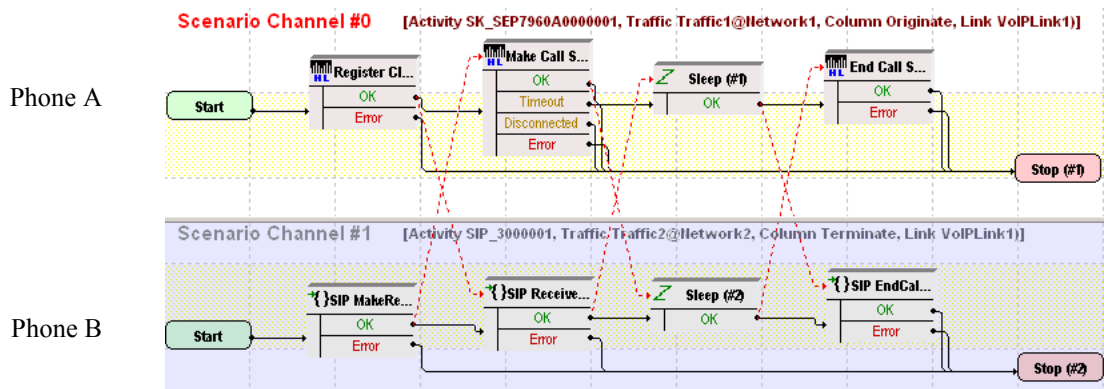 Scenario Channel #0 [Activity SK_SEP7960A0000001, Traffic Traffic1@Network1, Column Originate, Link VoIPLink1)]
Phone A
Start
HL Register Cl...
OK
Error
HL Make Call S...
OK
Timeout
Disconnected
Error
Z Sleep (#1)
OK
HL End Call S...
OK
Error
Stop (#1)
Scenario Channel #1 [Activity SIP_3000001, Traffic Traffic2@Network2, Column Terminate, Link VoIPLink1)]
Phone B
Start
{}SIP MakeRe...
OK
Error
{}SIP Receive...
OK
Error
Z Sleep (#2)
OK
{}SIP EndCal...
OK
Error
Stop (#2)